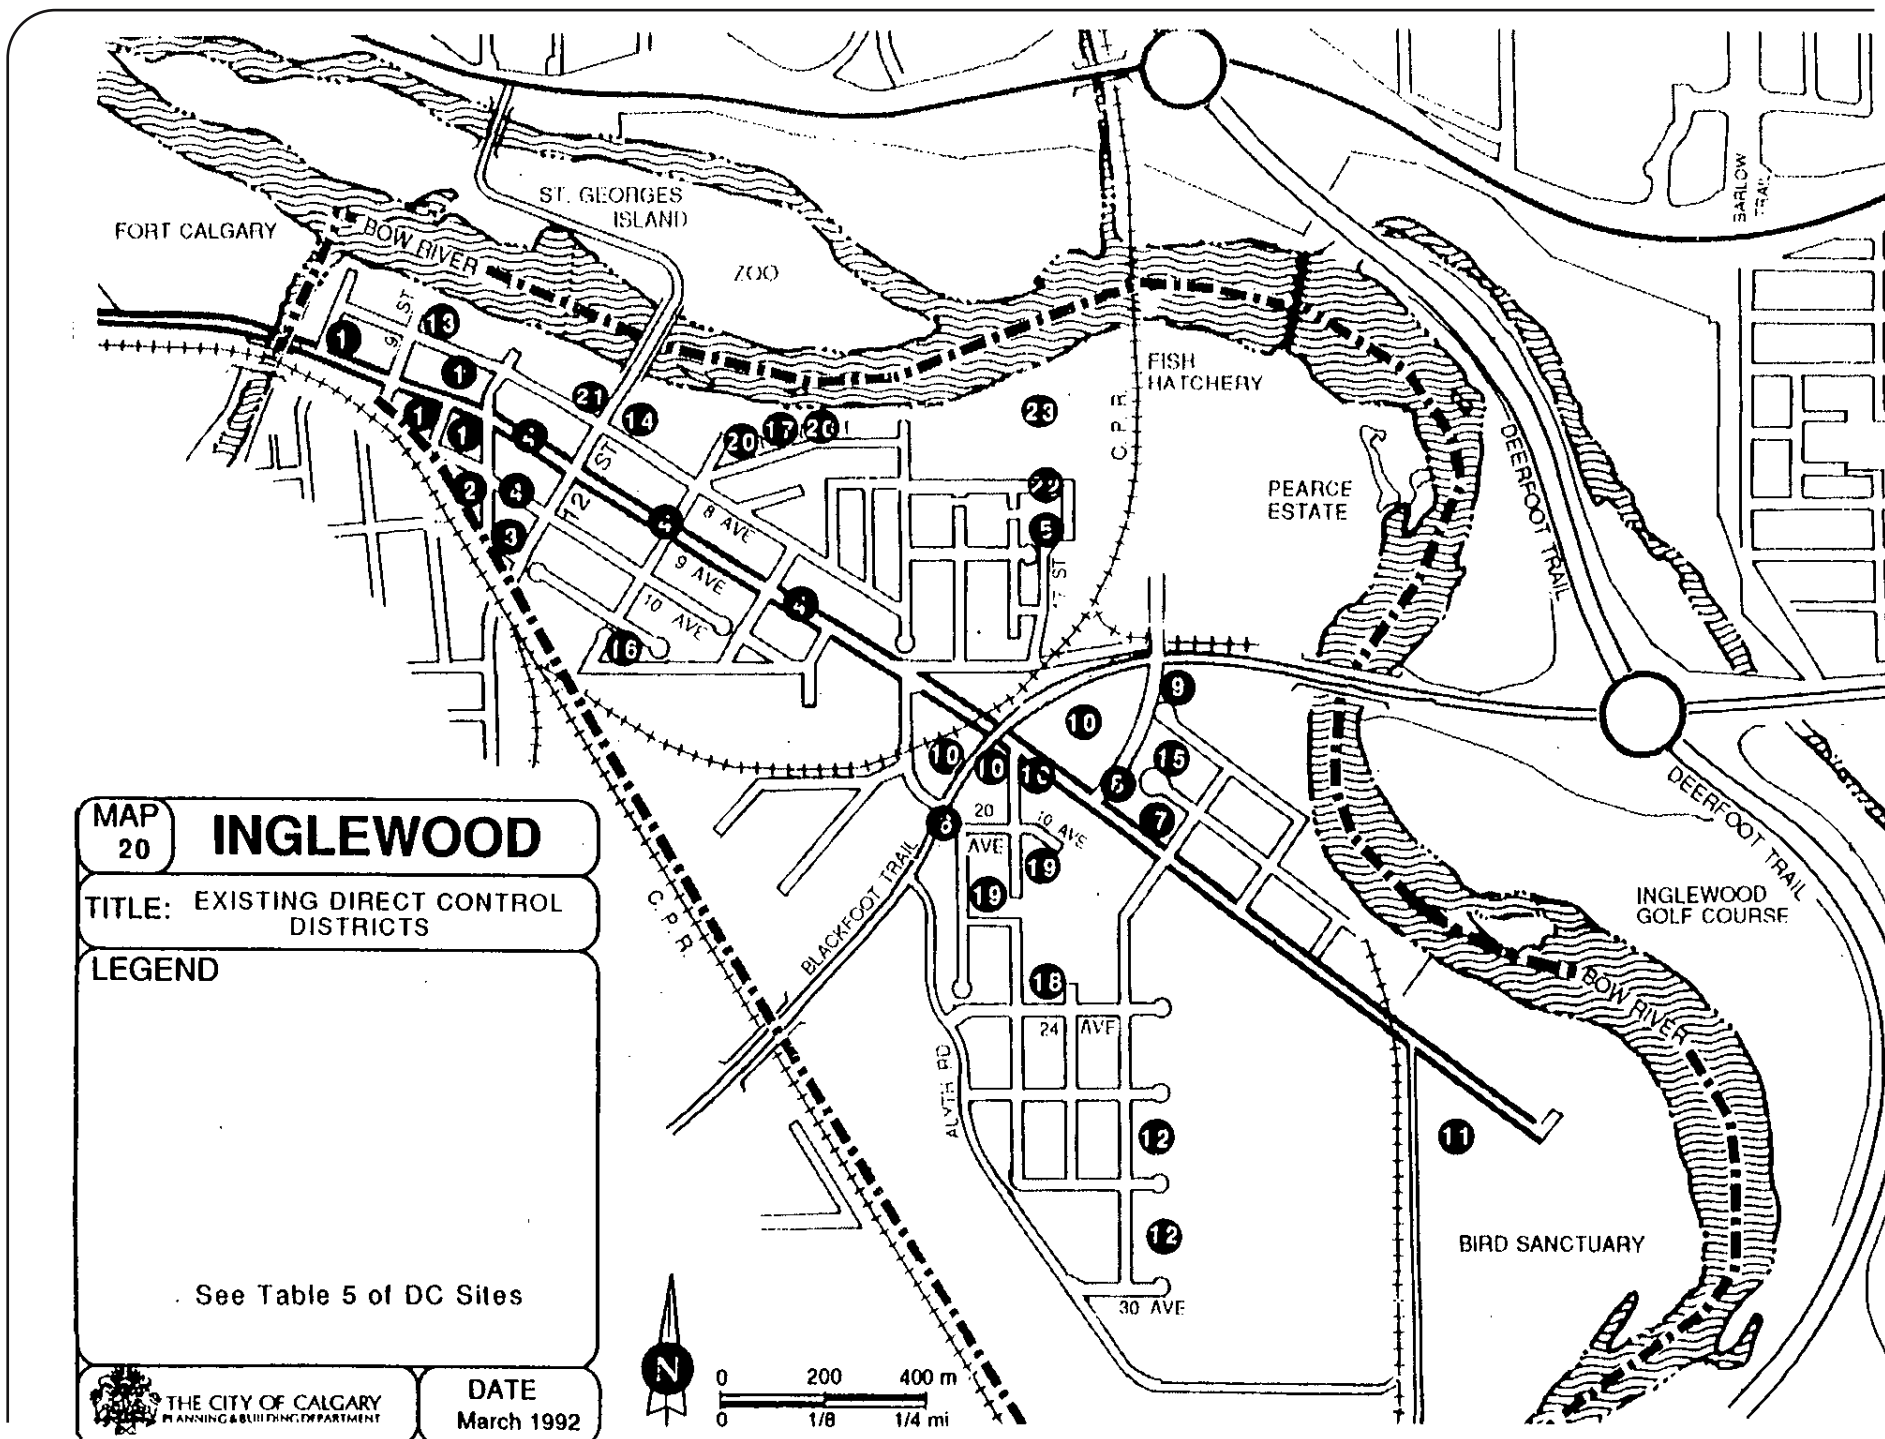 BARLOW
TRAIL
ST. GEORGES
ISLAND
FORT CALGARY
BOW RIVER
ZOO
9
ST
13
1
1
FISH
HATCHERY
C. P. R.
21
14
23
1
1
4
20
17
20
DEERFOOT TRAIL
12
ST
2
4
22
PEARCE
ESTATE
4
8 AVE
3
5
9 AVE
ST
4
10 AVE
16
9
10
10
10
10
15
6
7
DEERFOOT TRAIL
8
20
AVE
10 AVE
19
19
BLACKFOOT TRAIL
C. P. R.
INGLEWOOD
GOLF COURSE
BOW RIVER
18
24 AVE
ALYTH RD
12
11
12
BIRD SANCTUARY
30 AVE
MAP
20
INGLEWOOD
TITLE: EXISTING DIRECT CONTROL
DISTRICTS
LEGEND
See Table 5 of DC Sites
THE CITY OF CALGARY
PLANNING & BUILDING DEPARTMENT
DATE
March 1992
N
0 200 400 m
0 1/8 1/4 mi